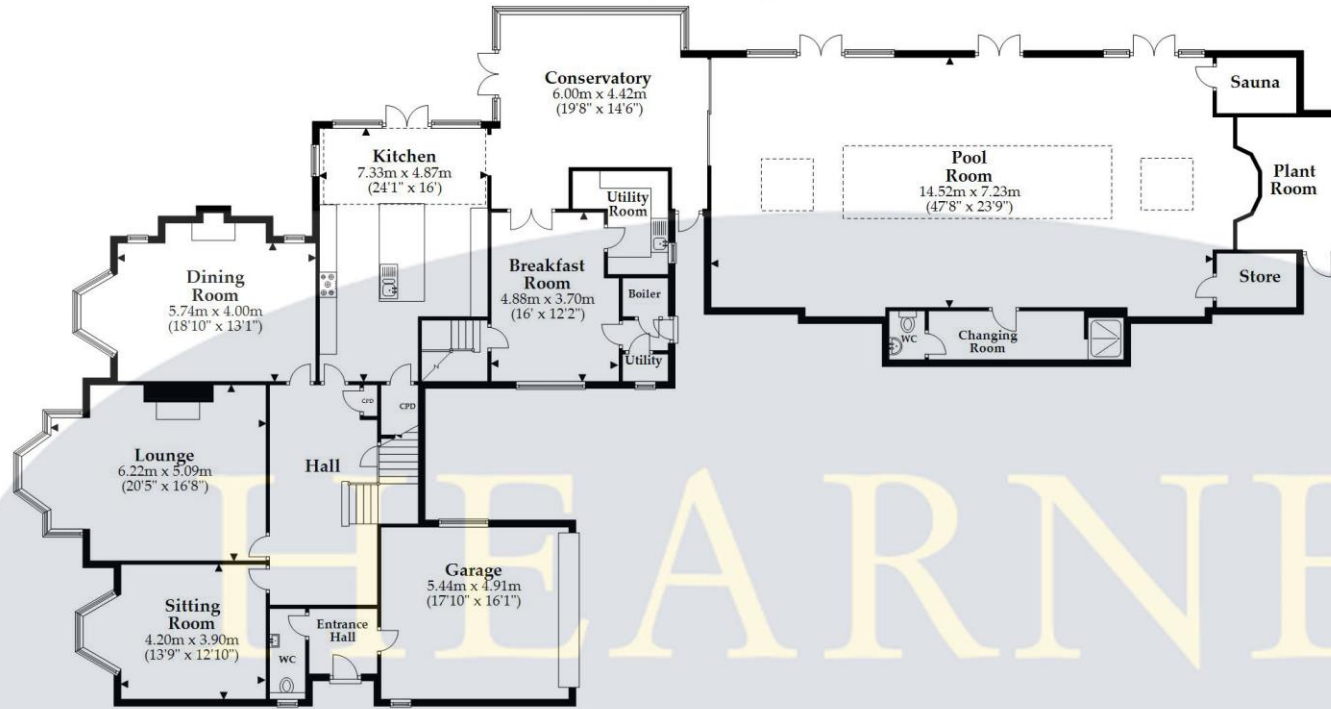 Conservatory
6.00m x 4.42m
(19'8" x 14'6")
Sauna
Kitchen
7.33m x 4.87m
(24'1" x 16')
Pool
Room
14.52m x 7.23m
(47'8" x 23'9")
Plant
Room
Utility
Room
Dining
Room
5.74m x 4.00m
(18'10" x 13'1")
Breakfast
Room
4.88m x 3.70m
(16' x 12'2")
Boiler
Store
WC
Changing
Room
Utility
CPD
CPD
Lounge
6.22m x 5.09m
(20'5" x 16'8")
Hall
HEARNE
Garage
5.44m x 4.91m
(17'10" x 16'1")
Sitting
Room
4.20m x 3.90m
(13'9" x 12'10")
Entrance
Hall
WC